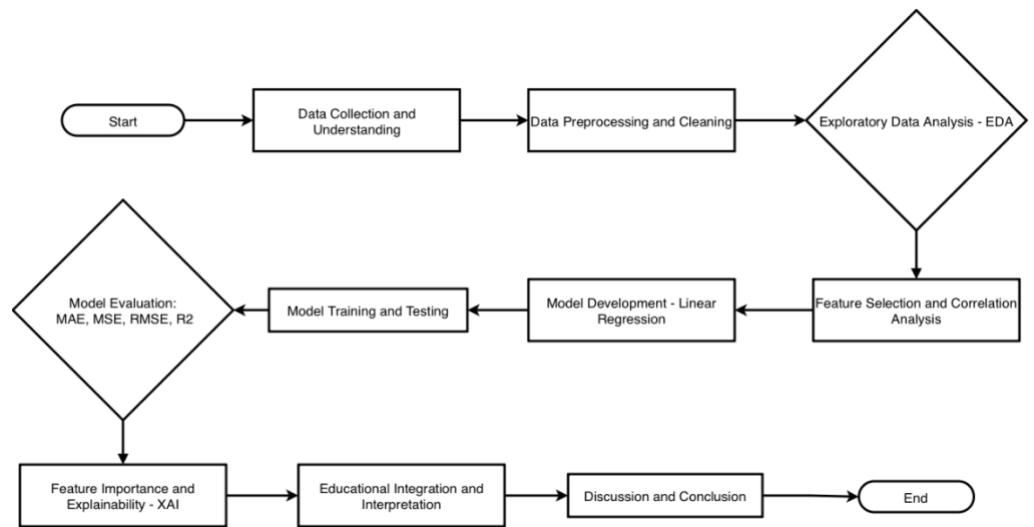 Start
Data Collection and
Understanding
Data Preprocessing and Cleaning
Exploratory Data Analysis - EDA
Feature Selection and Correlation
Analysis
Model Development - Linear
Regression
Model Training and Testing
Model Evaluation:
MAE, MSE, RMSE, R2
Feature Importance and
Explainability - XAI
Educational Integration and
Interpretation
Discussion and Conclusion
End